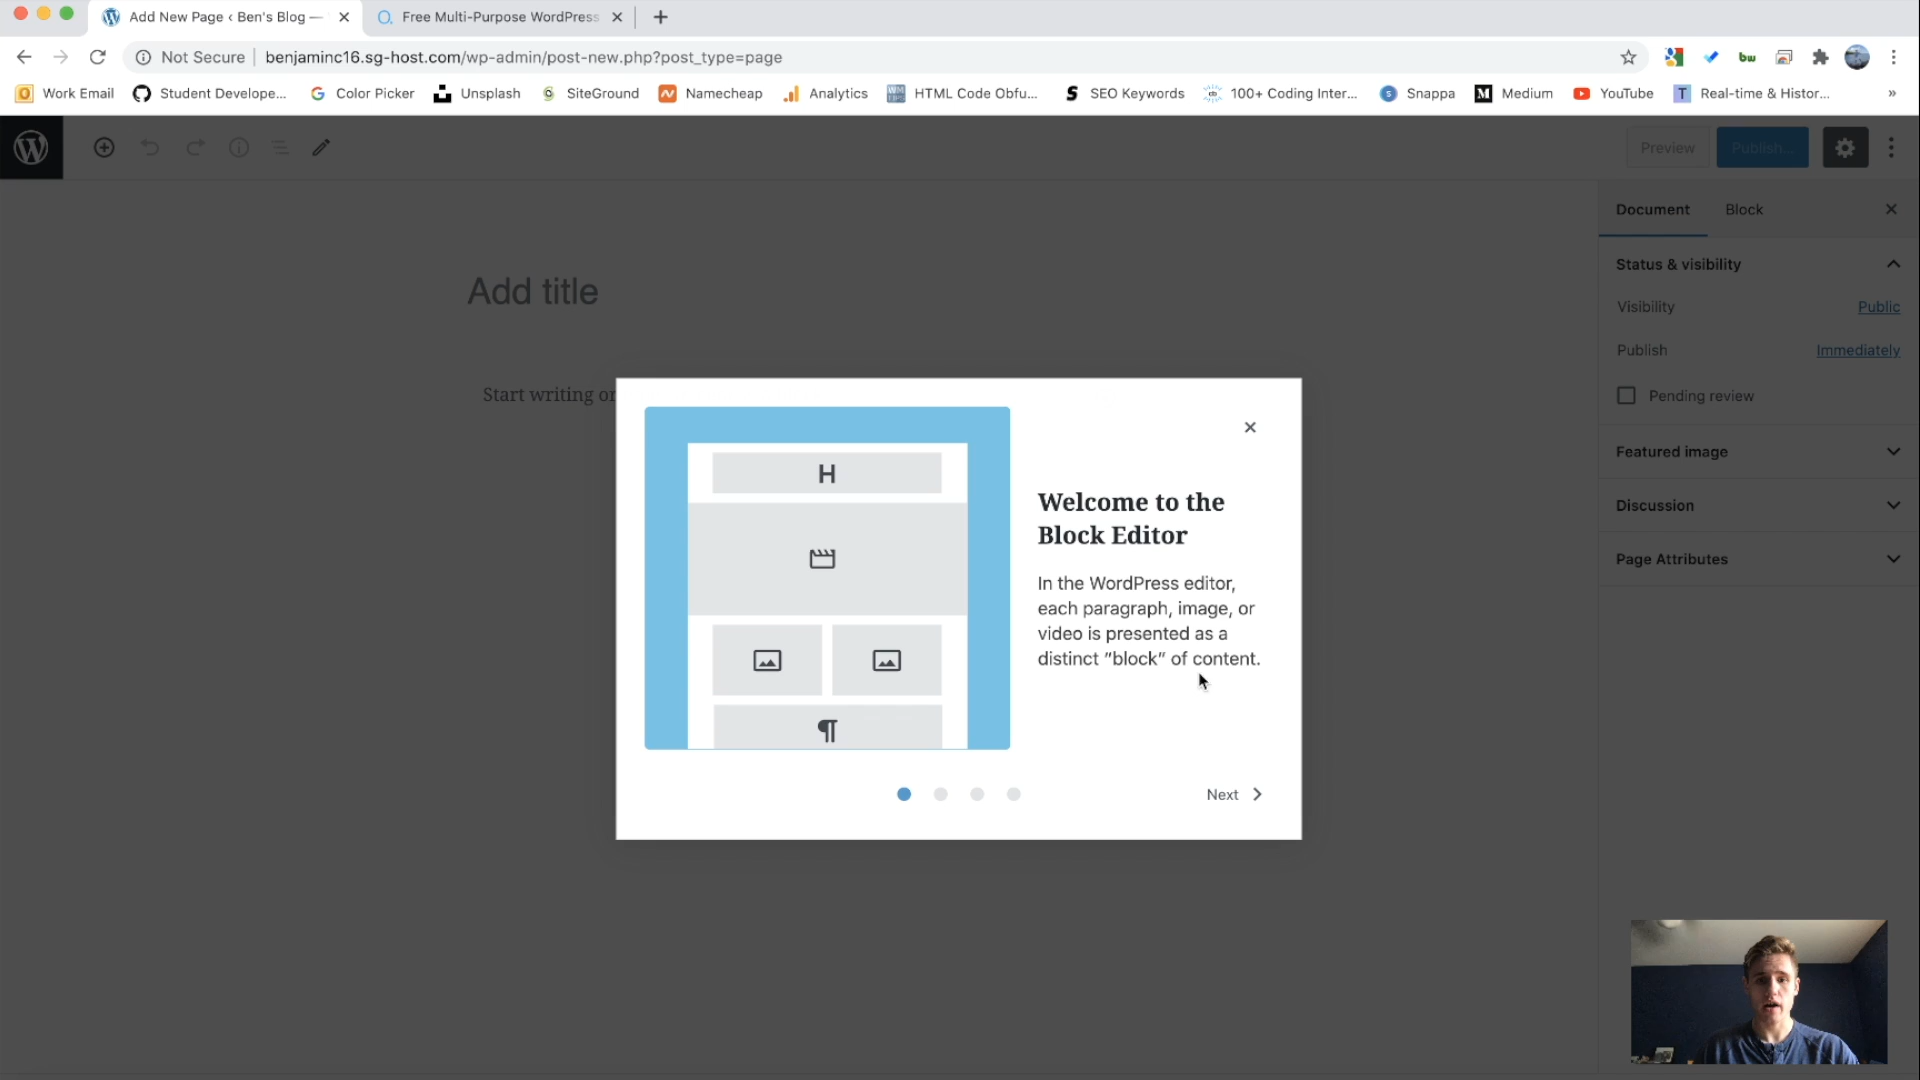 Add New Page ‹ Ben's Blog —
Free Multi-Purpose WordPress
Not Secure
benjaminc16.sg-host.com/wp-admin/post-new.php?post_type=page
bw
Work Email
Student Develope...
Color Picker
Unsplash
SiteGround
Namecheap
Analytics
HTML Code Obfu...
SEO Keywords
100+ Coding Inter...
Snappa
Medium
YouTube
Real-time & Histor...
»
Preview
Publish...
Document
Block
Status & visibility
Add title
Visibility
Public
Publish
Immediately
Start writing or
Pending review
Featured image
Discussion
Page Attributes
H
Welcome to the
Block Editor
In the WordPress editor,
each paragraph, image, or
video is presented as a
distinct “block” of content.
¶
Next